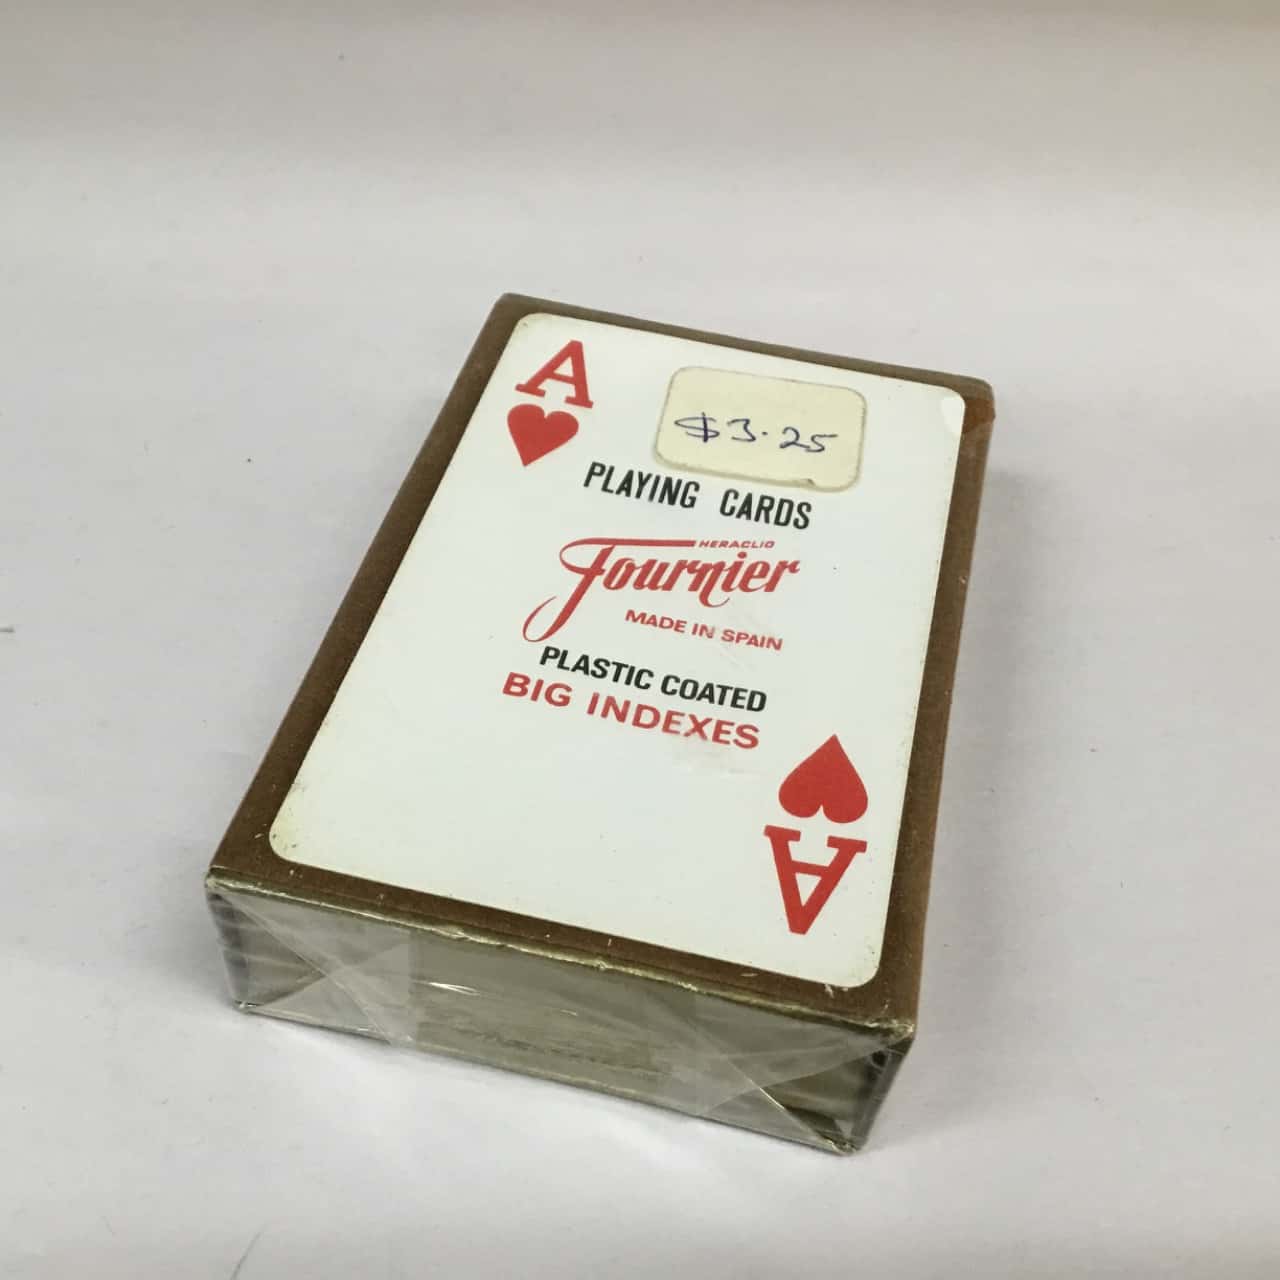 A
$3.25
PLAYING CARDS
HERACLIO
Fournier
MADE IN SPAIN
PLASTIC COATED
BIG INDEXES
A